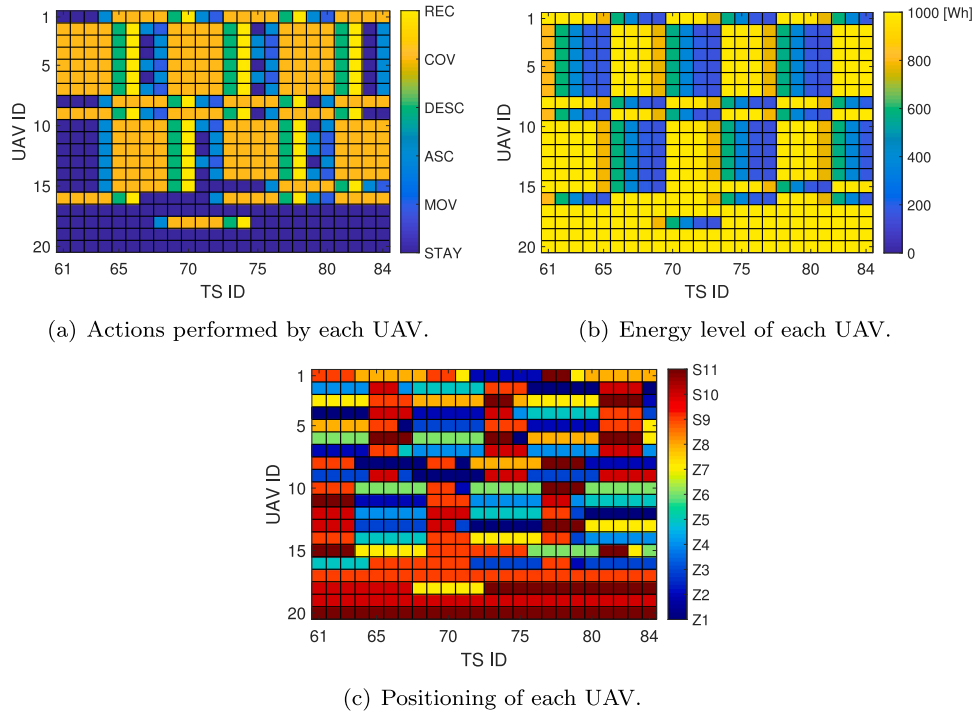 1
5
10
15
20
UAV ID
61 65 70 75 80 84
TS ID
REC
COV
DESC
ASC
MOV
STAY
(a) Actions performed by each UAV.
1
5
10
15
20
UAV ID
61 65 70 75 80 84
TS ID
1000 [Wh]
800
600
400
200
0
(b) Energy level of each UAV.
1
5
10
15
20
UAV ID
61 65 70 75 80 84
TS ID
S11
S10
S9
Z8
Z7
Z6
Z5
Z4
Z3
Z2
Z1
(c) Positioning of each UAV.